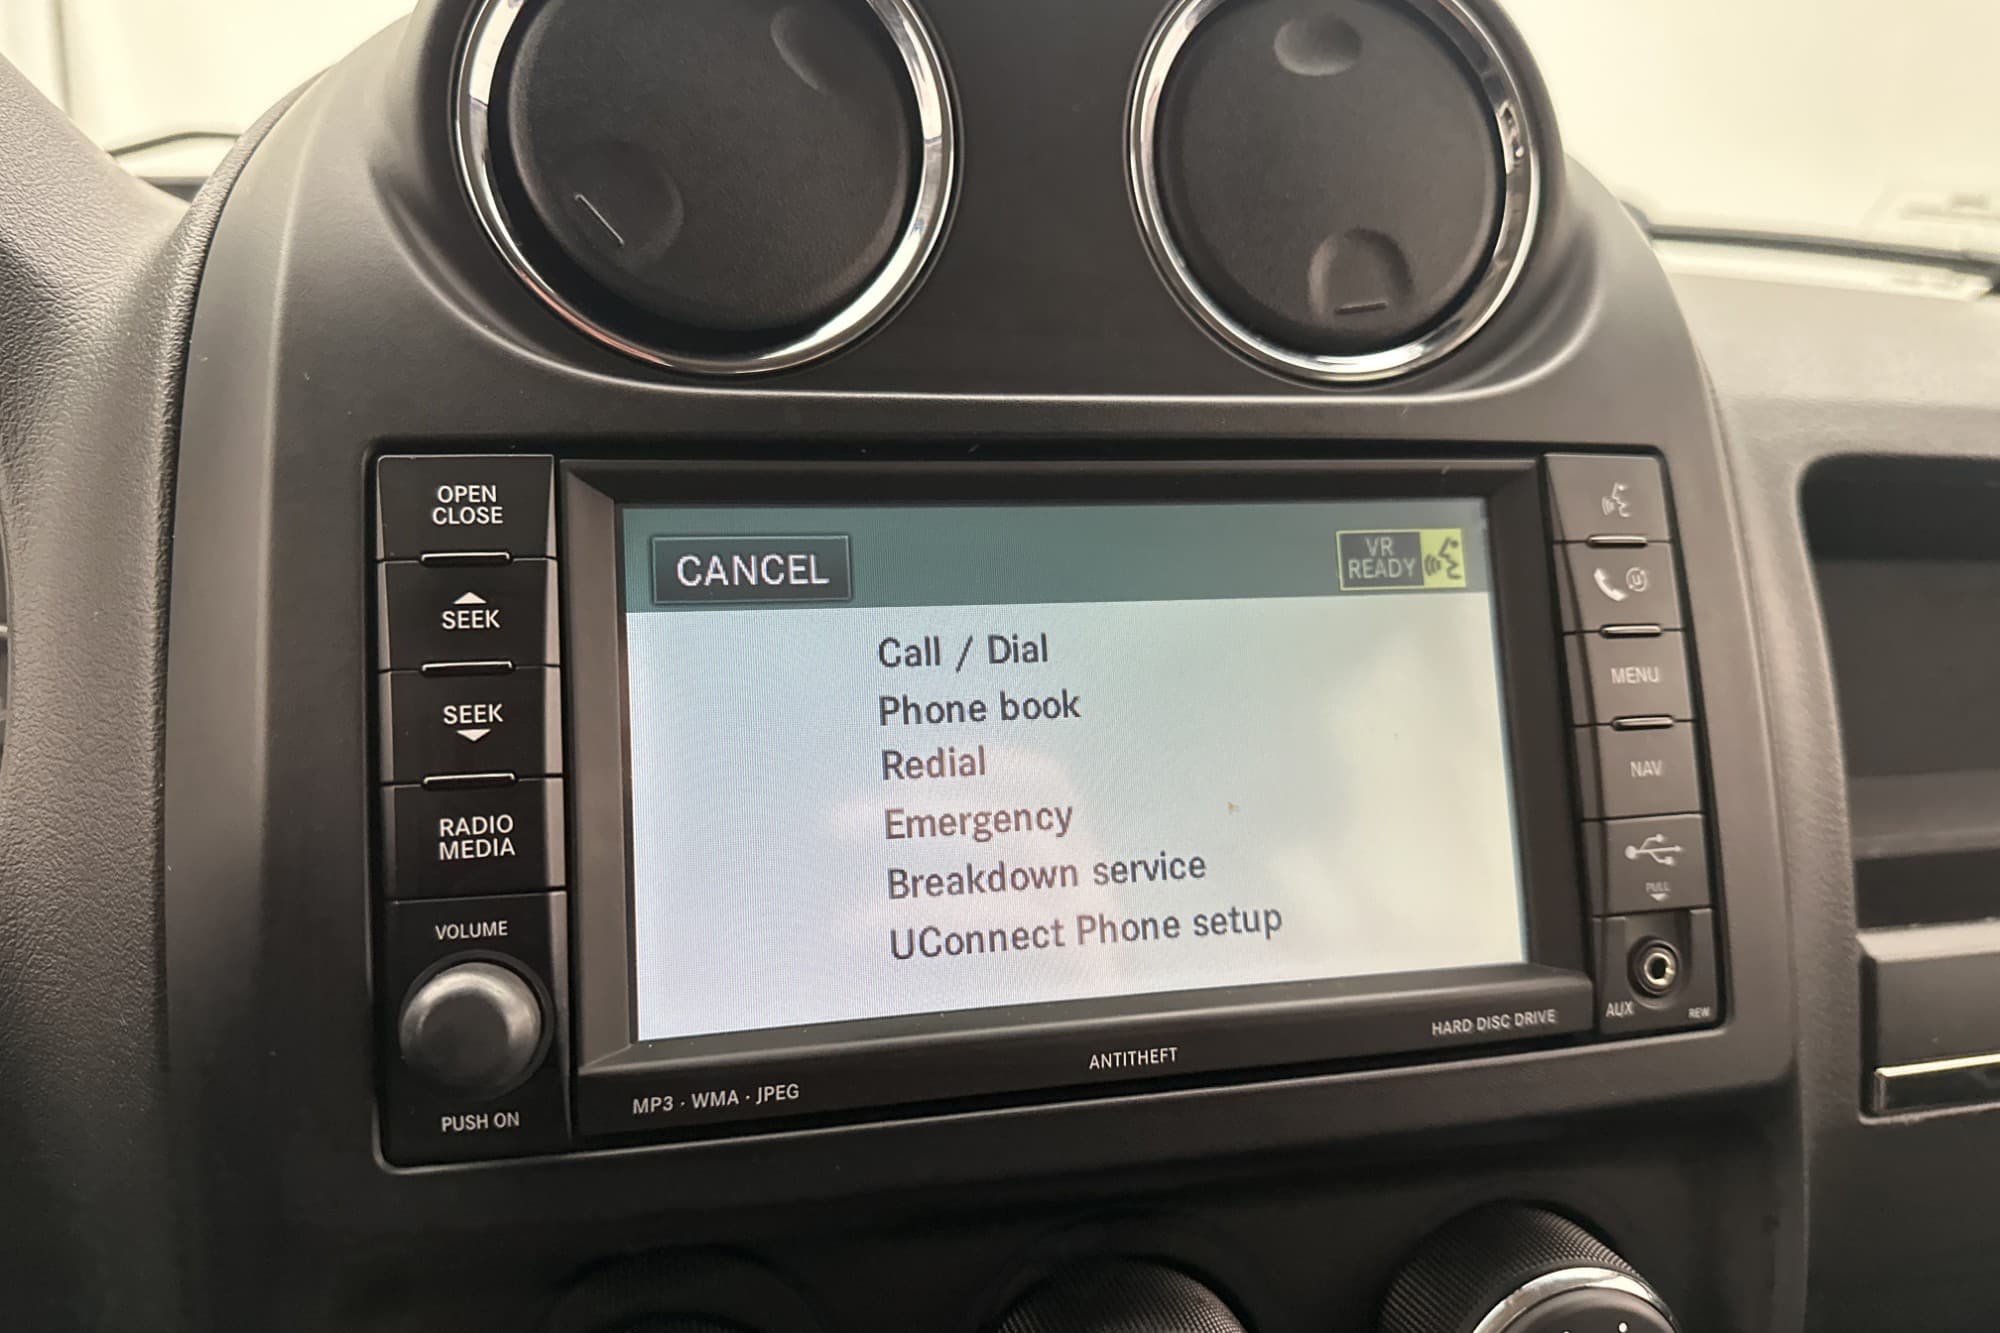 OPEN
CLOSE
SEEK
SEEK
RADIO
MEDIA
VOLUME
PUSH ON
CANCEL
VR
READY
Call / Dial
Phone book
Redial
Emergency
Breakdown service
UConnect Phone setup
MENU
NAV
PULL
AUX
REW
MP3 · WMA · JPEG
ANTITHEFT
HARD DISC DRIVE